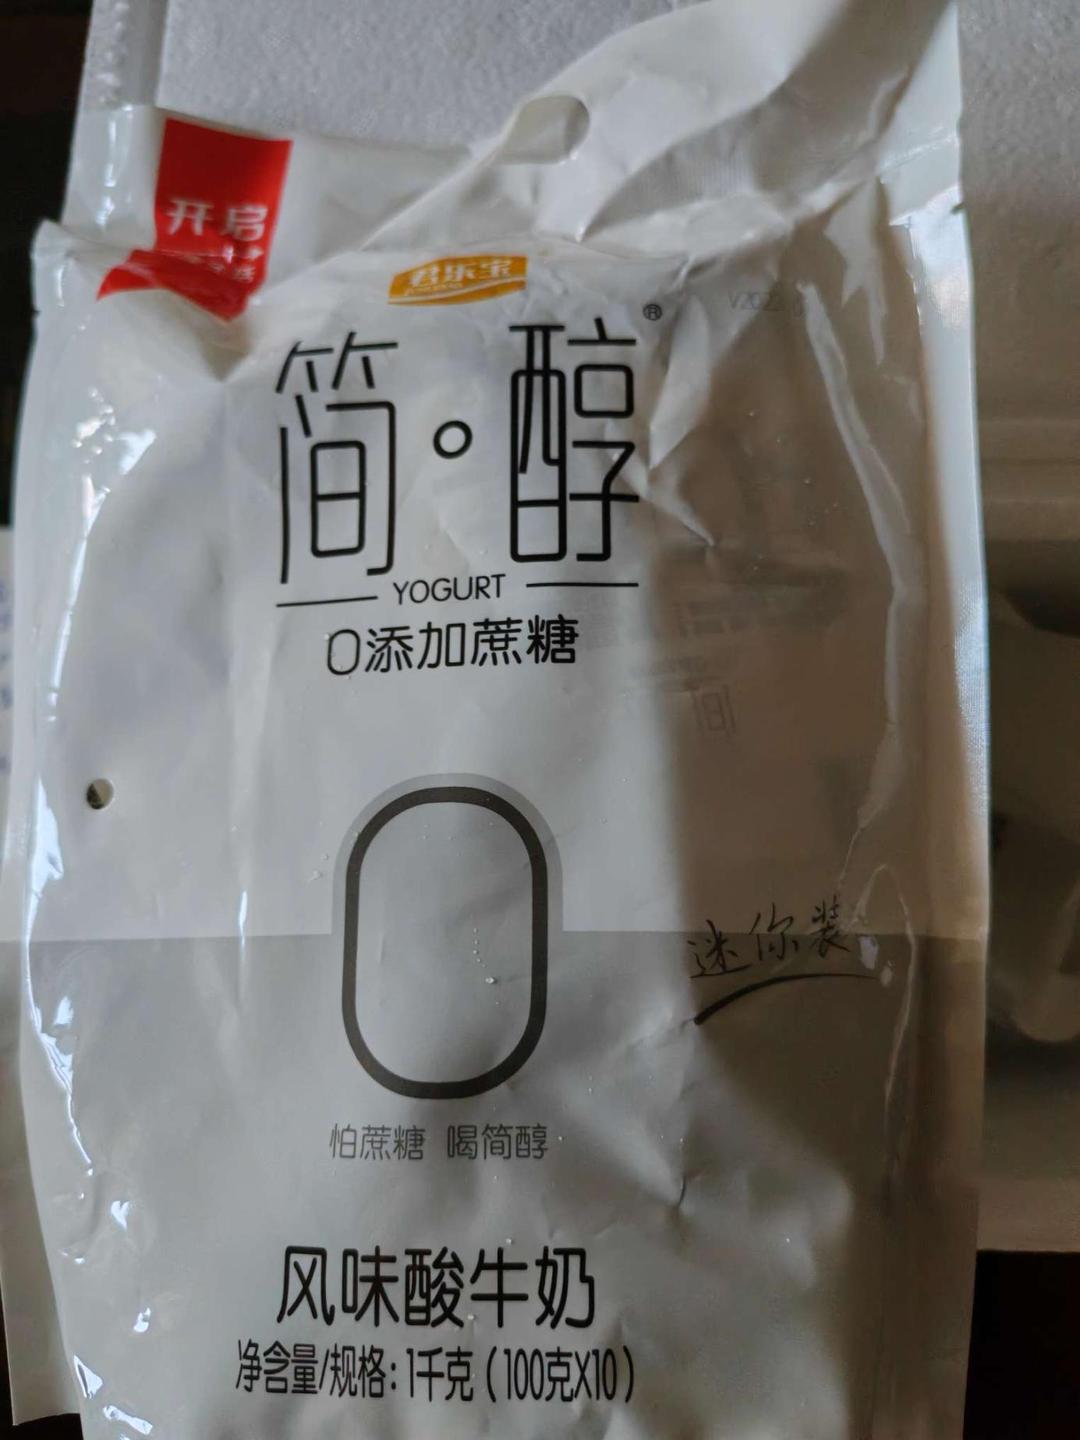 开启
君乐宝
简·醇®
YOGURT
0添加蔗糖
0
迷你装
怕蔗糖 喝简醇
风味酸牛奶
净含量/规格:1千克(100克X10)